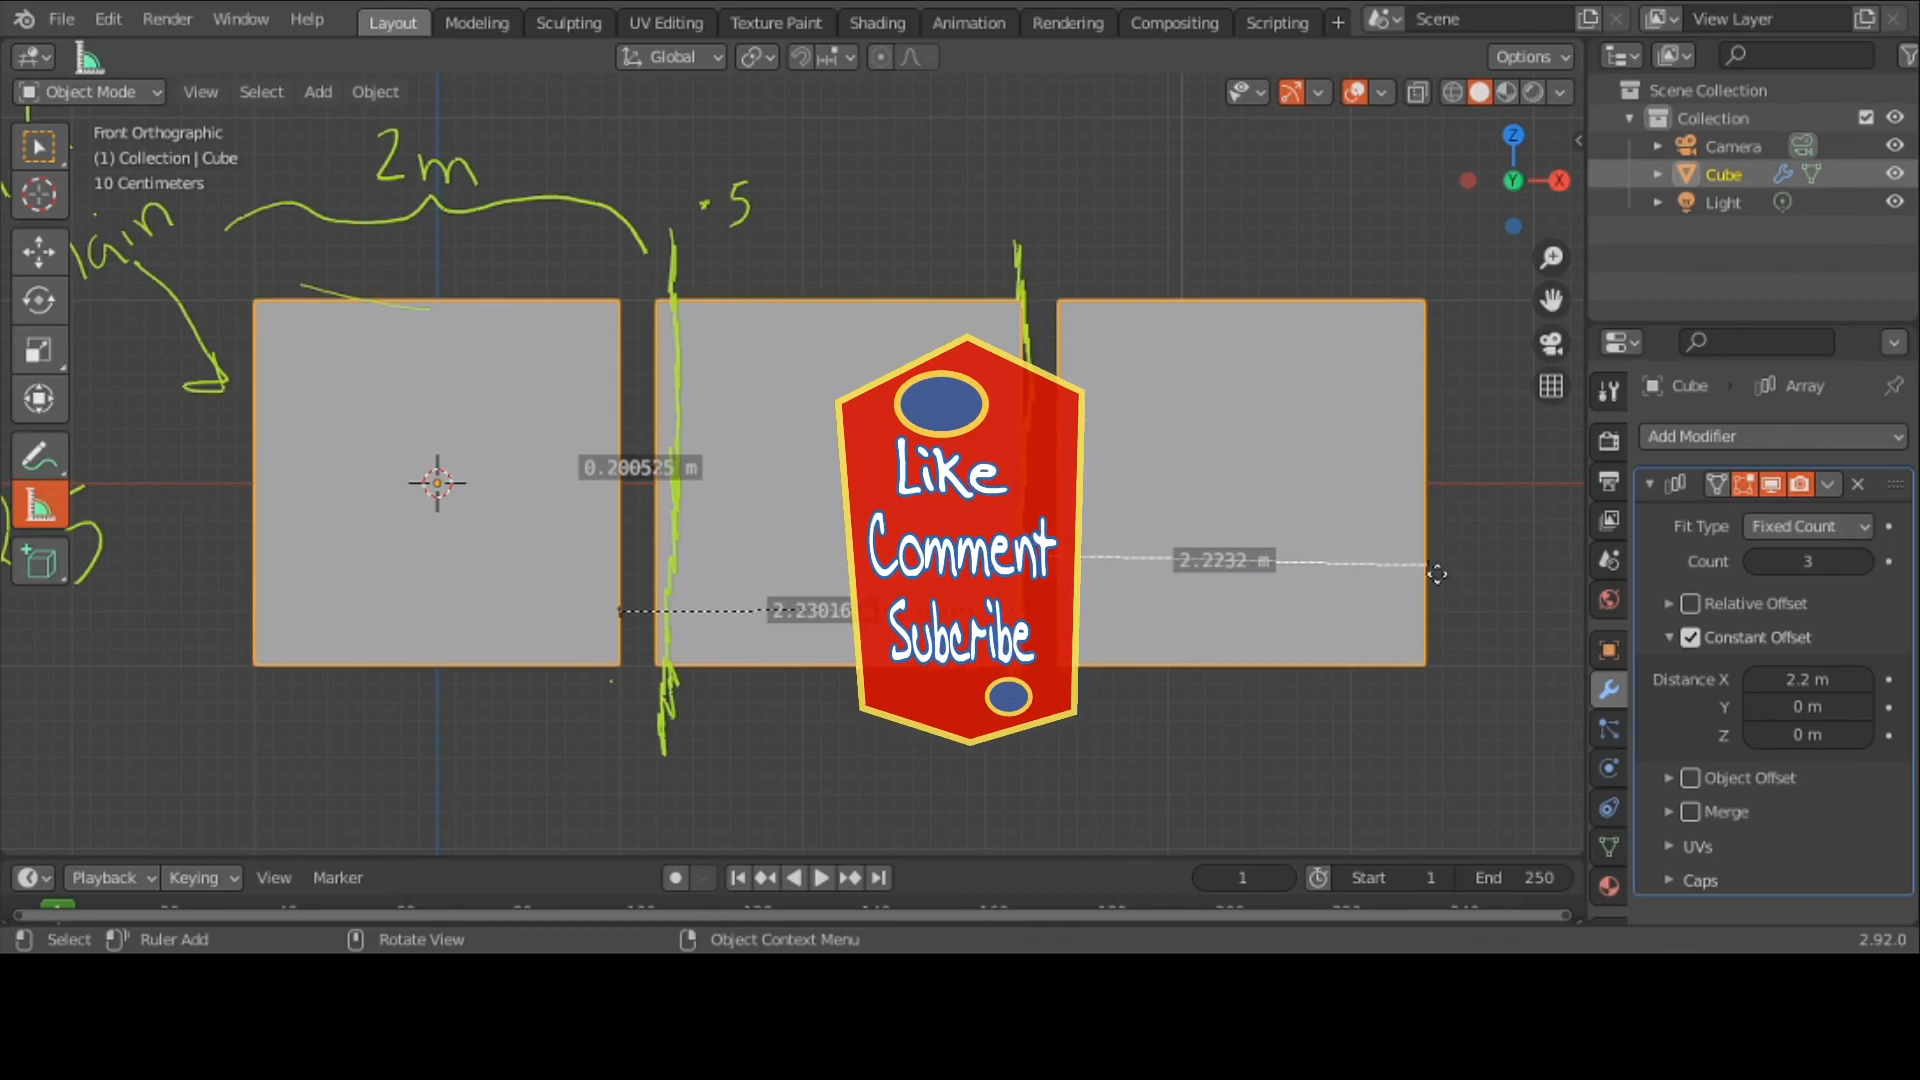 File Edit Render Window Help Layout Modeling Sculpting UV Editing Texture Paint Shading Animation Rendering Compositing Scripting + Scene View Layer
Global Options
Object Mode View Select Add Object
Front Orthographic
(1) Collection | Cube
10 Centimeters
2m
.5
Scene Collection
Collection
Camera
Cube
Light
Z
Y
X
Cube Array
Add Modifier
Fit Type Fixed Count
Count 3
Relative Offset
Constant Offset
Distance X 2.2 m
Y 0 m
Z 0 m
Object Offset
Merge
UVs
Caps
0.200525 m
2.2232 m
2.23016
Like
Comment
Subcribe
Playback Keying View Marker 1 Start 1 End 250
Select Ruler Add Rotate View Object Context Menu 2.92.0